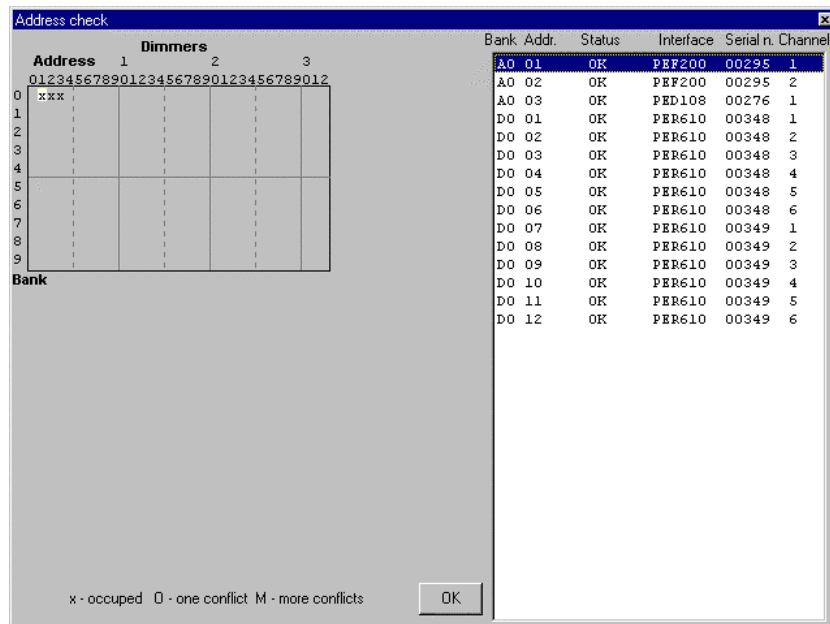 Address check
Dimmers
Address 1 2 3
012345678901234567890123456789012
0 xxx
1
2
3
4
5
6
7
8
9
Bank
Bank Addr. Status Interface Serial n. Channel
A0 01 OK PEF200 00295 1
A0 02 OK PEF200 00295 2
A0 03 OK PED108 00276 1
D0 01 OK PER610 00348 1
D0 02 OK PER610 00348 2
D0 03 OK PER610 00348 3
D0 04 OK PER610 00348 4
D0 05 OK PER610 00348 5
D0 06 OK PER610 00348 6
D0 07 OK PER610 00349 1
D0 08 OK PER610 00349 2
D0 09 OK PER610 00349 3
D0 10 OK PER610 00349 4
D0 11 OK PER610 00349 5
D0 12 OK PER610 00349 6
x - occuped O - one conflict M - more conflicts
OK